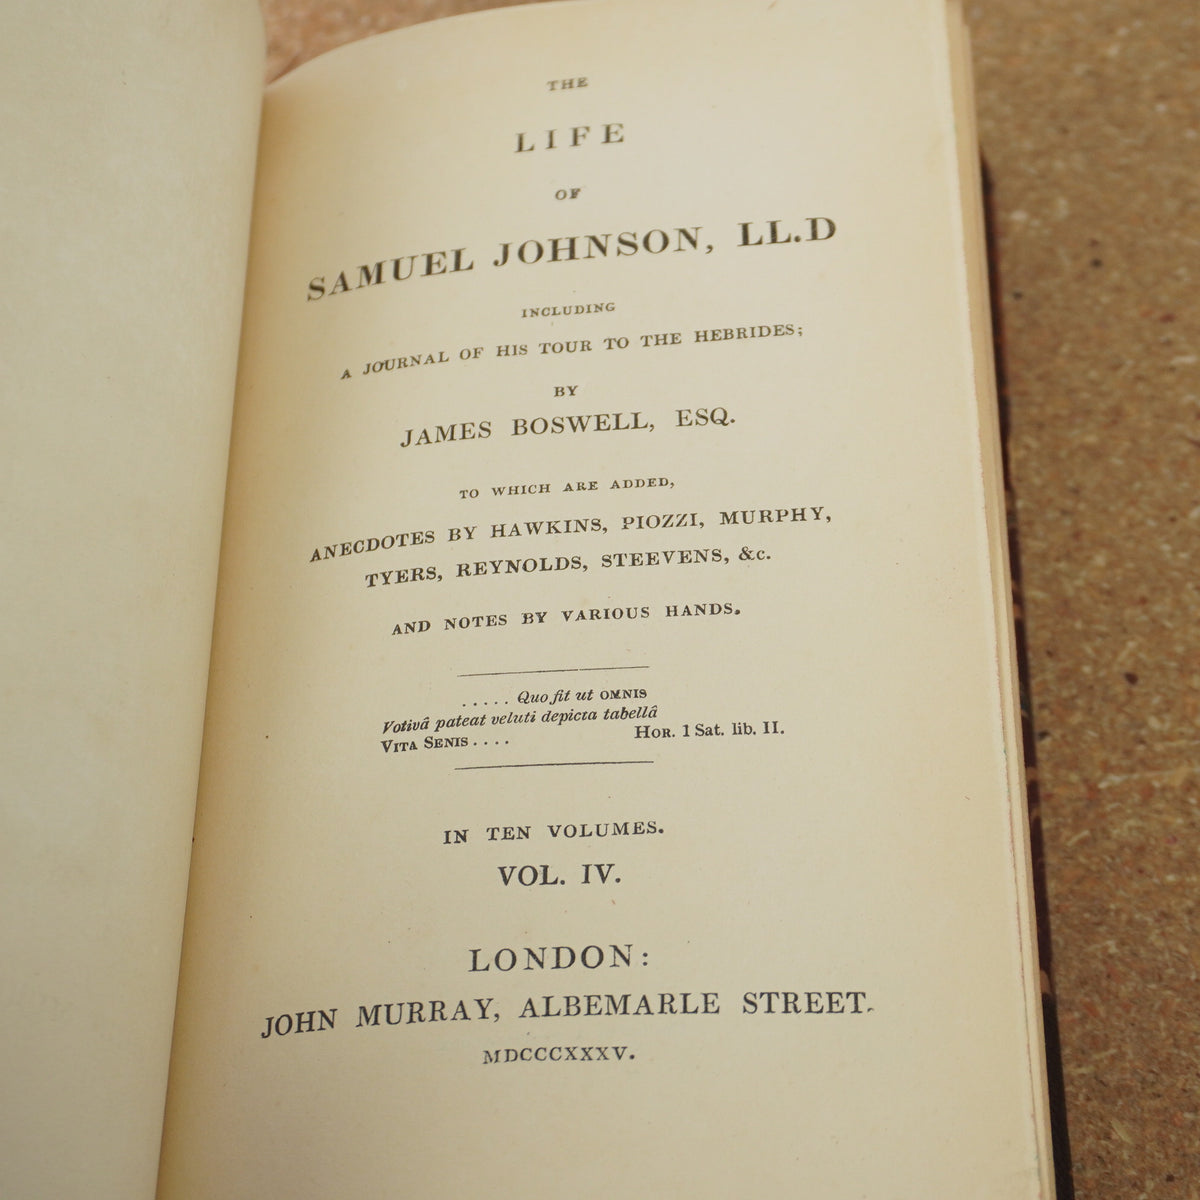 THE
LIFE
OF
SAMUEL JOHNSON, LL.D
INCLUDING
A JOURNAL OF HIS TOUR TO THE HEBRIDES;
BY
JAMES BOSWELL, ESQ.
TO WHICH ARE ADDED,
ANECDOTES BY HAWKINS, PIOZZI, MURPHY,
TYERS, REYNOLDS, STEEVENS, &c.
AND NOTES BY VARIOUS HANDS.
. . . . . Quo fit ut OMNIS
Votivâ pateat veluti depicta tabellâ
VITA SENIS . . . . HOR. 1 Sat. lib. II.
IN TEN VOLUMES.
VOL. IV.
LONDON:
JOHN MURRAY, ALBEMARLE STREET.
MDCCCXXXV.